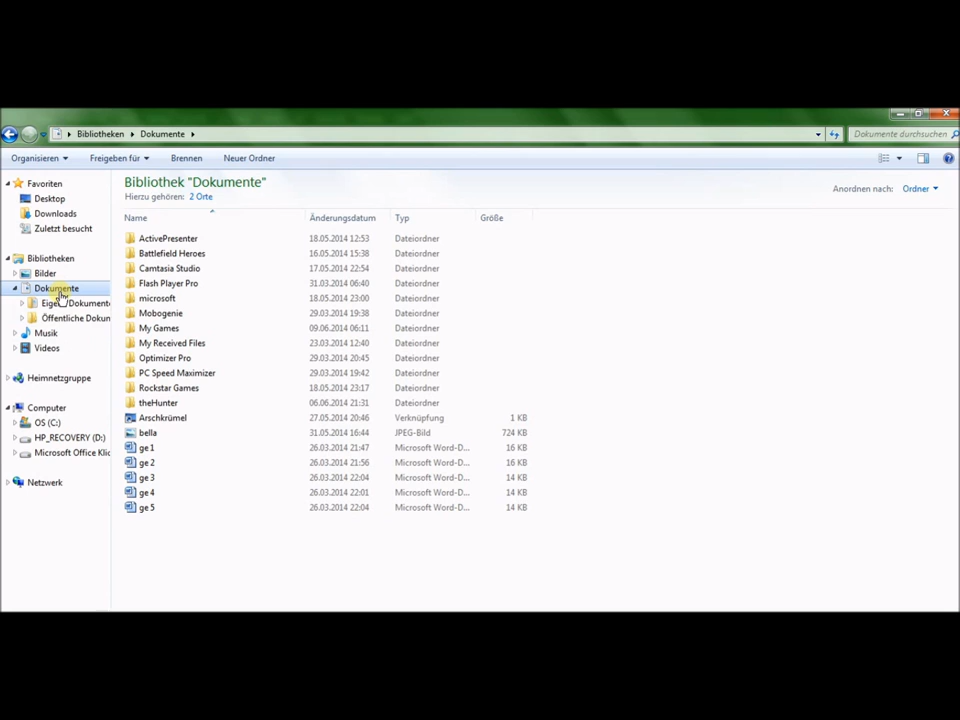 Bibliotheken Dokumente
Dokumente durchsuchen
Organisieren Freigeben für Brennen Neuer Ordner
Favoriten
Desktop
Downloads
Zuletzt besucht
Bibliotheken
Bilder
Dokumente
Öffentliche Dokun
Musik
Videos
Heimnetzgruppe
Computer
OS (C:)
HP_RECOVERY (D:)
Microsoft Office Klic
Netzwerk
Bibliothek "Dokumente"
Hierzu gehören: 2 Orte
Anordnen nach: Ordner
Name Änderungsdatum Typ Größe
ActivePresenter 18.05.2014 12:53 Dateiordner
Battlefield Heroes 16.05.2014 15:38 Dateiordner
Camtasia Studio 17.05.2014 22:54 Dateiordner
Flash Player Pro 31.03.2014 06:40 Dateiordner
microsoft 18.05.2014 23:00 Dateiordner
Mobogenie 29.03.2014 19:38 Dateiordner
My Games 09.06.2014 06:11 Dateiordner
My Received Files 23.03.2014 12:40 Dateiordner
Optimizer Pro 29.03.2014 20:45 Dateiordner
PC Speed Maximizer 29.03.2014 19:42 Dateiordner
Rockstar Games 18.05.2014 23:17 Dateiordner
theHunter 06.06.2014 21:31 Dateiordner
Arschkrümel 27.05.2014 20:46 Verknüpfung 1 KB
bella 31.05.2014 16:44 JPEG-Bild 724 KB
ge 1 26.03.2014 21:47 Microsoft Word-D... 16 KB
ge 2 26.03.2014 21:56 Microsoft Word-D... 16 KB
ge 3 26.03.2014 22:04 Microsoft Word-D... 14 KB
ge 4 26.03.2014 22:01 Microsoft Word-D... 14 KB
ge 5 26.03.2014 22:04 Microsoft Word-D... 14 KB